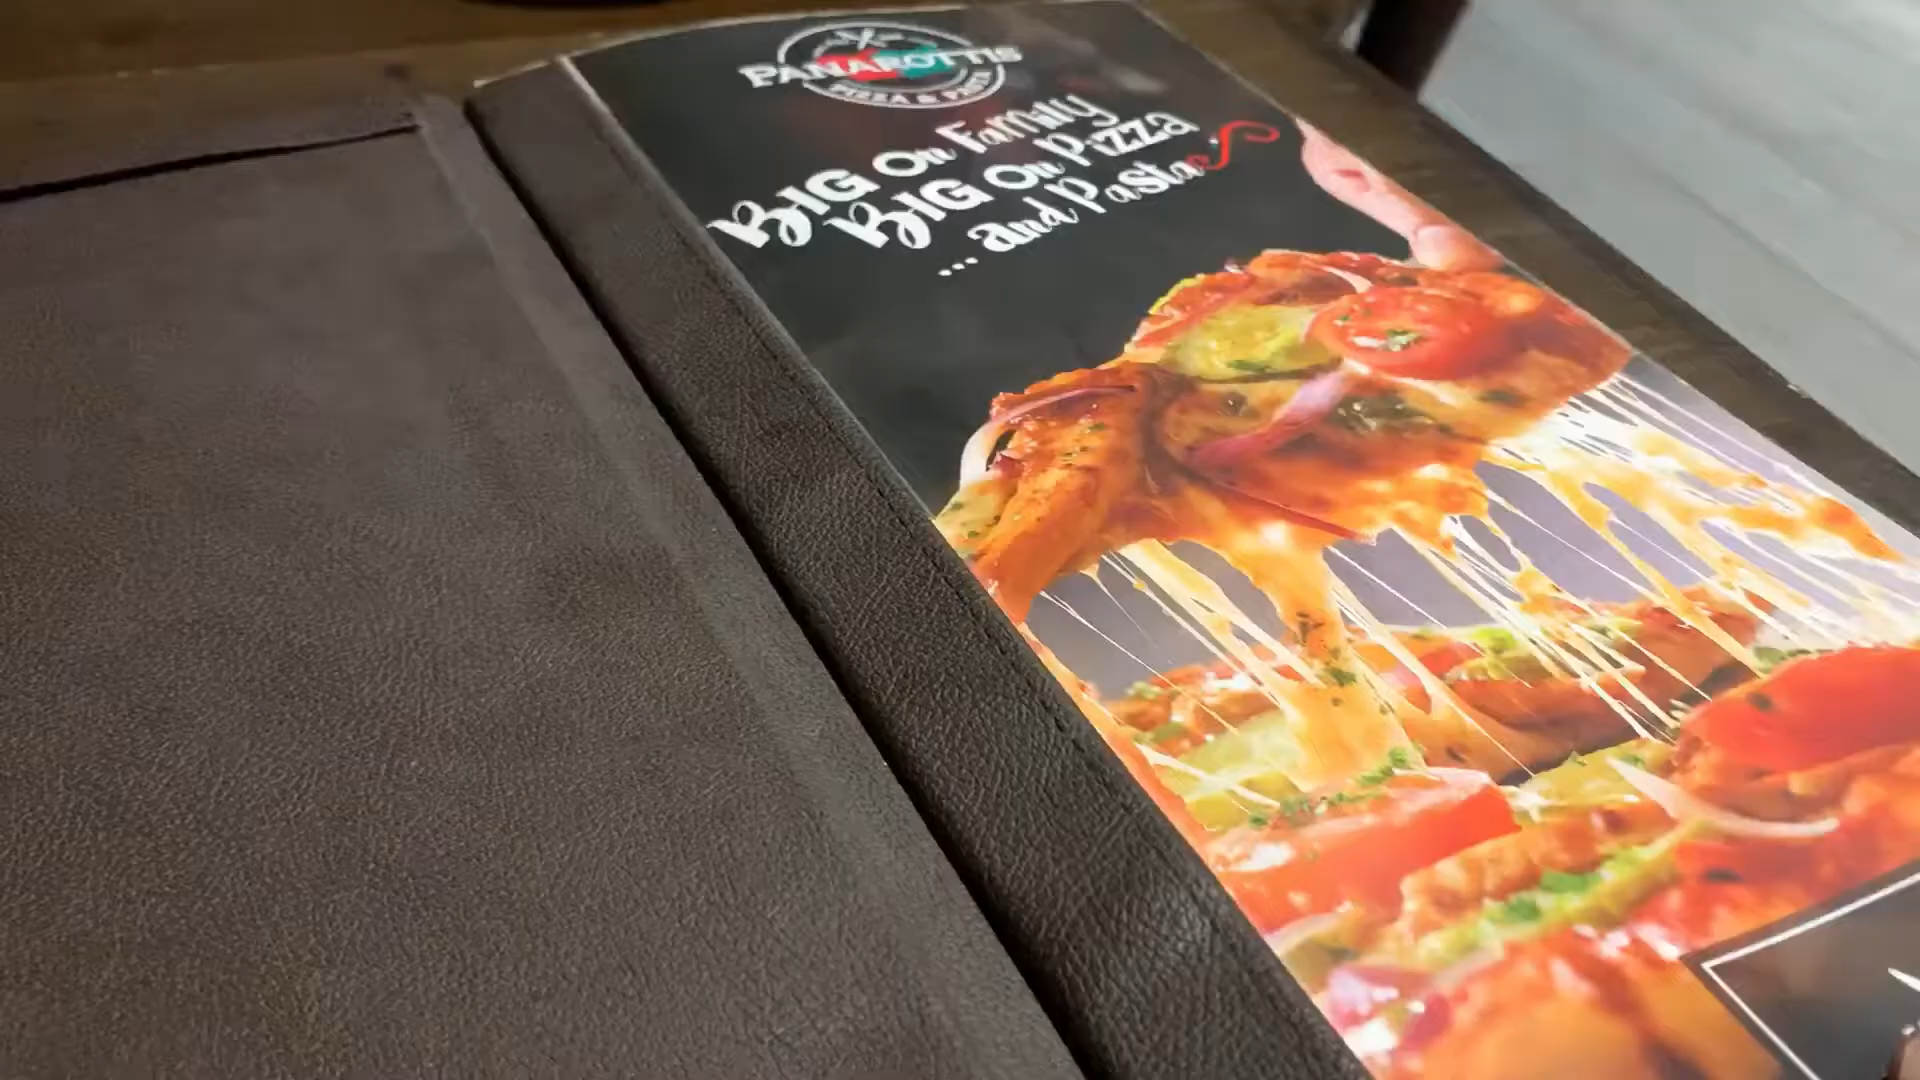 PANAROTTIS
PIZZA & PASTA
BIG On Family
BIG On Pizza
... and Pasta